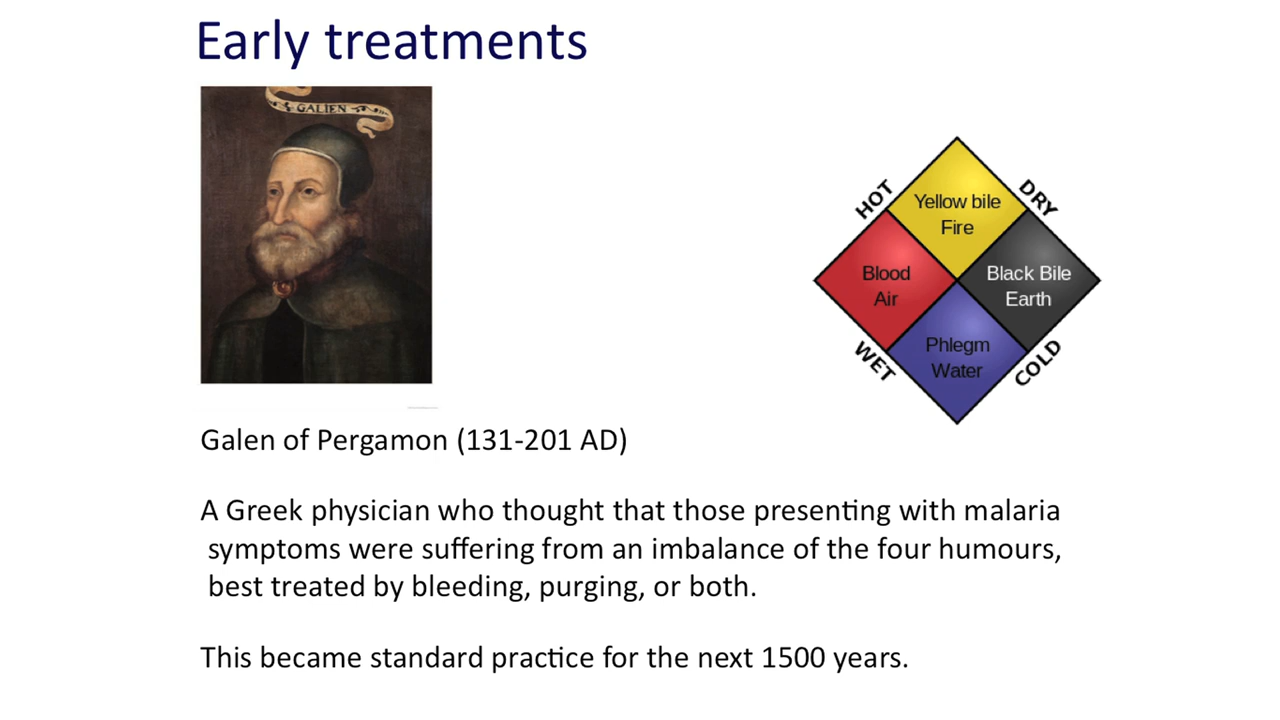 Early treatments
GALIEN
HOT
DRY
Yellow bile
Fire
Blood
Air
Black Bile
Earth
Phlegm
Water
WET
COLD
Galen of Pergamon (131-201 AD)
A Greek physician who thought that those presenting with malaria
symptoms were suffering from an imbalance of the four humours,
best treated by bleeding, purging, or both.
This became standard practice for the next 1500 years.